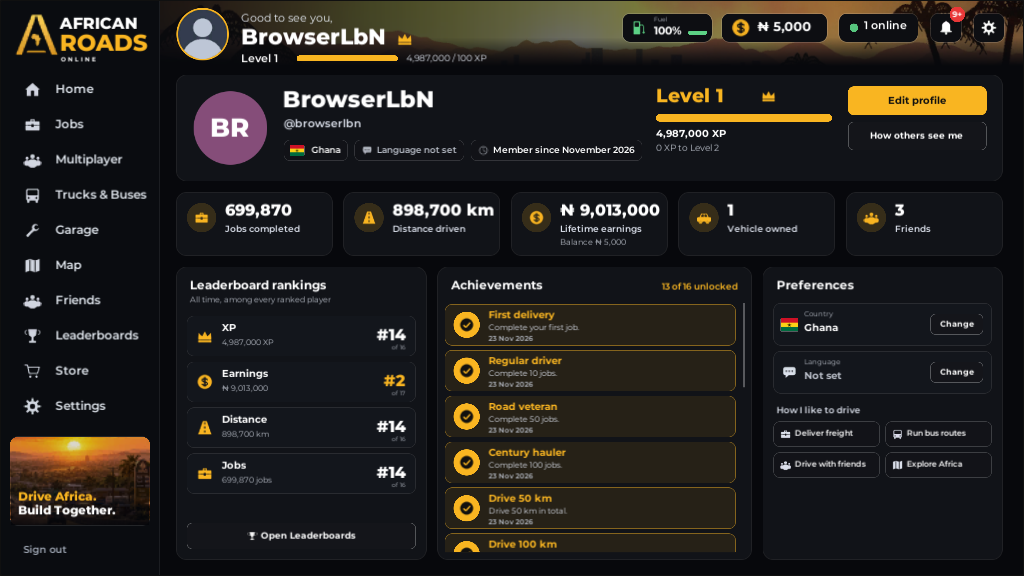 AFRICAN
ROADS
ONLINE
Home
Jobs
Multiplayer
Trucks & Buses
Garage
Map
Friends
Leaderboards
Store
Settings
Drive Africa.
Build Together.
Sign out
Good to see you,
BrowserLbN
Level 1
4,987,000 / 100 XP
Fuel
100%
₦ 5,000
1 online
9+
BR
BrowserLbN
@browserlbn
Ghana
Language not set
Member since November 2026
Level 1
4,987,000 XP
0 XP to Level 2
Edit profile
How others see me
699,870
Jobs completed
898,700 km
Distance driven
₦ 9,013,000
Lifetime earnings
Balance ₦ 5,000
1
Vehicle owned
3
Friends
Leaderboard rankings
All time, among every ranked player
XP
4,987,000 XP
#14
of 16
Earnings
₦ 9,013,000
#2
of 17
Distance
898,700 km
#14
of 16
Jobs
699,870 jobs
#14
of 16
Open Leaderboards
Achievements
13 of 16 unlocked
First delivery
Complete your first job.
23 Nov 2026
Regular driver
Complete 10 jobs.
23 Nov 2026
Road veteran
Complete 50 jobs.
23 Nov 2026
Century hauler
Complete 100 jobs.
23 Nov 2026
Drive 50 km
Drive 50 km in total.
23 Nov 2026
Drive 100 km
Preferences
Country
Ghana
Change
Language
Not set
Change
How I like to drive
Deliver freight
Run bus routes
Drive with friends
Explore Africa